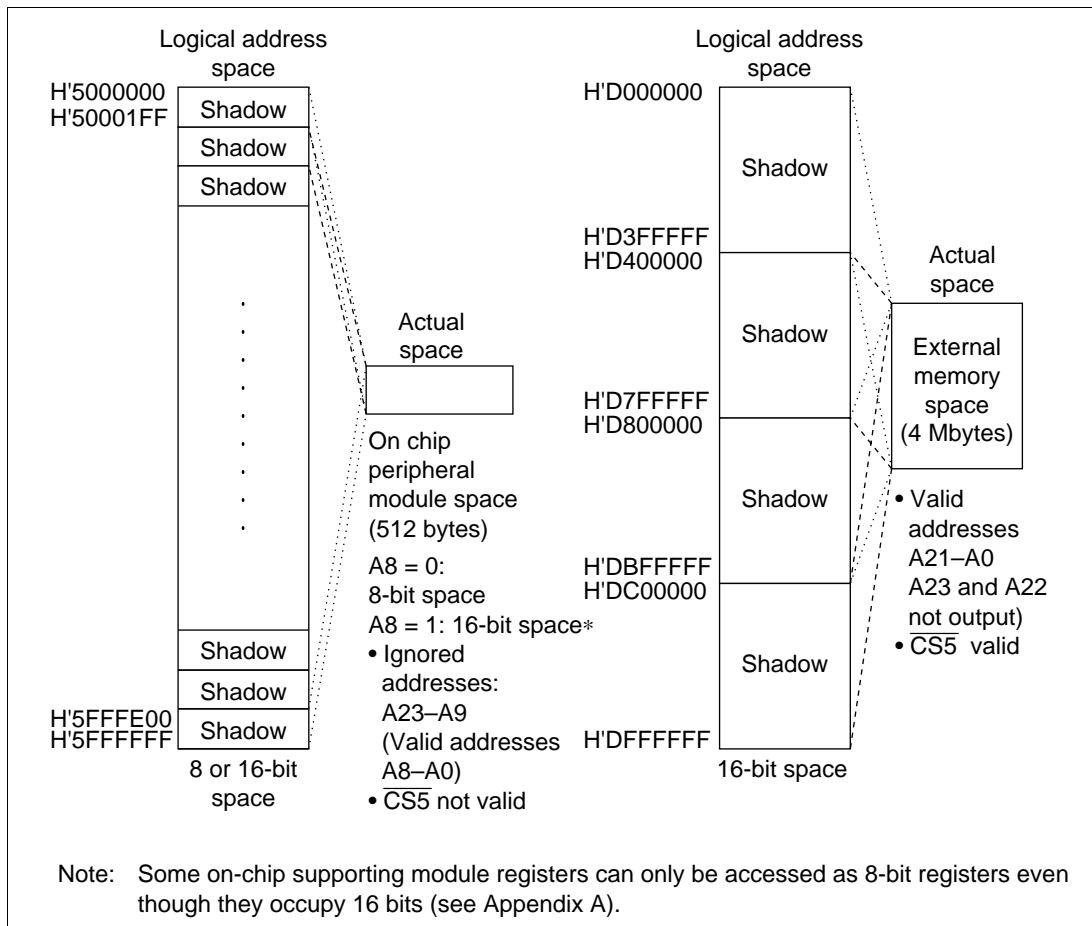 Logical address
space
H'5000000
H'50001FF
Shadow
Shadow
Shadow
Shadow
Shadow
H'5FFFE00
H'5FFFFFF
Shadow
8 or 16-bit
space
Actual
space
On chip
peripheral
module space
(512 bytes)
A8 = 0:
8-bit space
A8 = 1: 16-bit space*
• Ignored
addresses:
A23–A9
(Valid addresses
A8–A0)
• CS5 not valid
Logical address
space
H'D000000
Shadow
H'D3FFFFF
H'D400000
Shadow
H'D7FFFFF
H'D800000
Shadow
H'DBFFFFF
H'DC00000
Shadow
H'DFFFFFF
16-bit space
Actual
space
External
memory
space
(4 Mbytes)
• Valid
addresses
A21–A0
A23 and A22
not output)
• CS5 valid
Note: Some on-chip supporting module registers can only be accessed as 8-bit registers even
though they occupy 16 bits (see Appendix A).